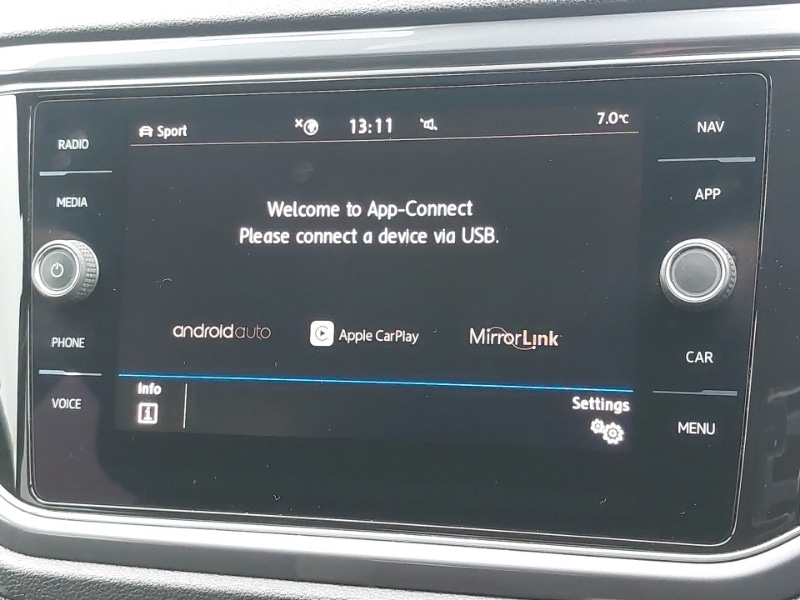 Sport
13:11
7.0°C
RADIO
MEDIA
PHONE
VOICE
Welcome to App-Connect
Please connect a device via USB.
androidauto
Apple CarPlay
MirrorLink
Info
Settings
NAV
APP
CAR
MENU